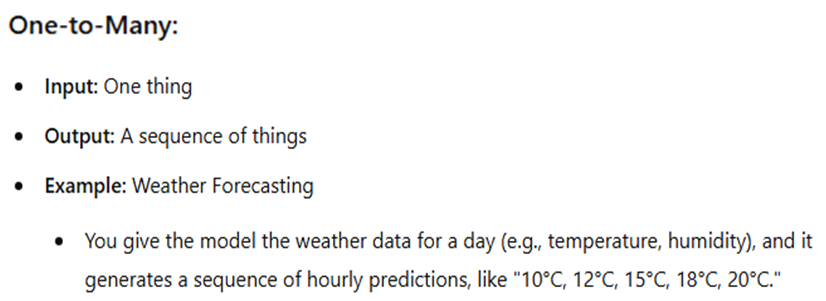 One-to-Many:
• Input: One thing
• Output: A sequence of things
• Example: Weather Forecasting
• You give the model the weather data for a day (e.g., temperature, humidity), and it
generates a sequence of hourly predictions, like "10°C, 12°C, 15°C, 18°C, 20°C."